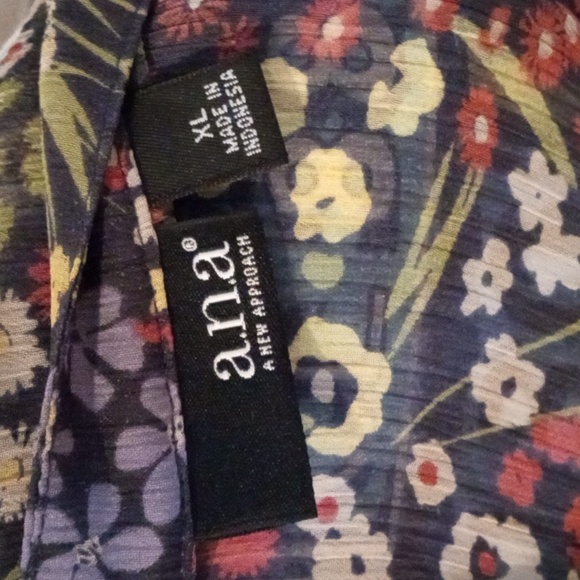 XL
MADE IN
INDONESIA
a.n.a®
A NEW APPROACH